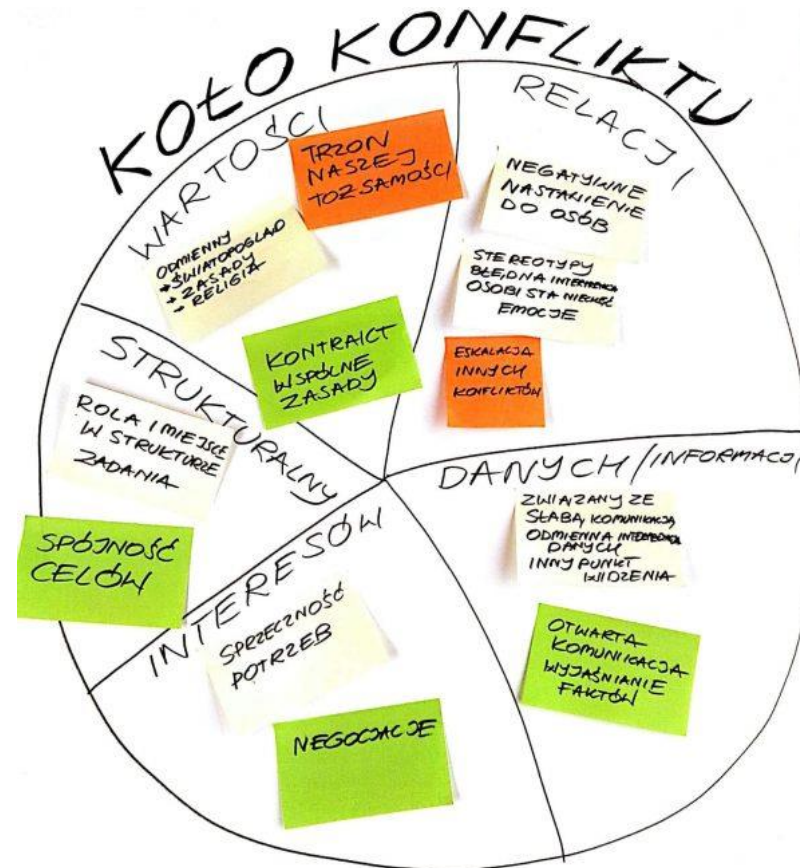 KOŁO KONFLIKTU
WARTOŚCI
TRZON
NASZEJ
TOŻSAMOŚCI
ODMIENNY
→ ŚWIATOPOGLĄD
→ ZASADY
→ RELIGIA
KONTRAKT
WSPÓLNE
ZASADY
RELACJI
NEGATYWNE
NASTAWIENIE
DO OSÓB
STEREOTYPY
BŁĘDNA
OSOBISTA NIECHĘĆ
EMOCJE
ESKALACJA
INNYCH
KONFLIKTÓW
STRUKTURALNY
ROLA I MIEJSCE
W STRUKTURZE
ZADANIA
SPÓJNOŚĆ
CELÓW
DANYCH/INFORMACJI
ZWIĄZANY ZE
SŁABĄ KOMUNIKACJĄ
ODMIENNA
DANYCH
INNY PUNKT
WIDZENIA
OTWARTA
KOMUNIKACJA
WYJAŚNIANIE
FAKTÓW
INTERESÓW
SPRZECZNOŚĆ
POTRZEB
NEGOCJACJE